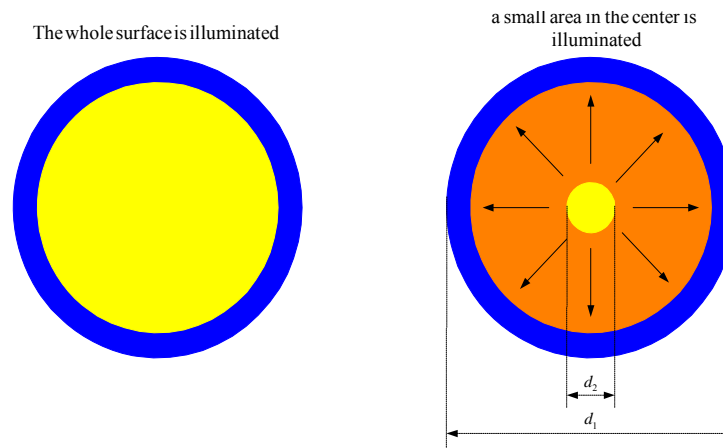 The whole surface is illuminated
a small area in the center is
illuminated
d₂
d₁